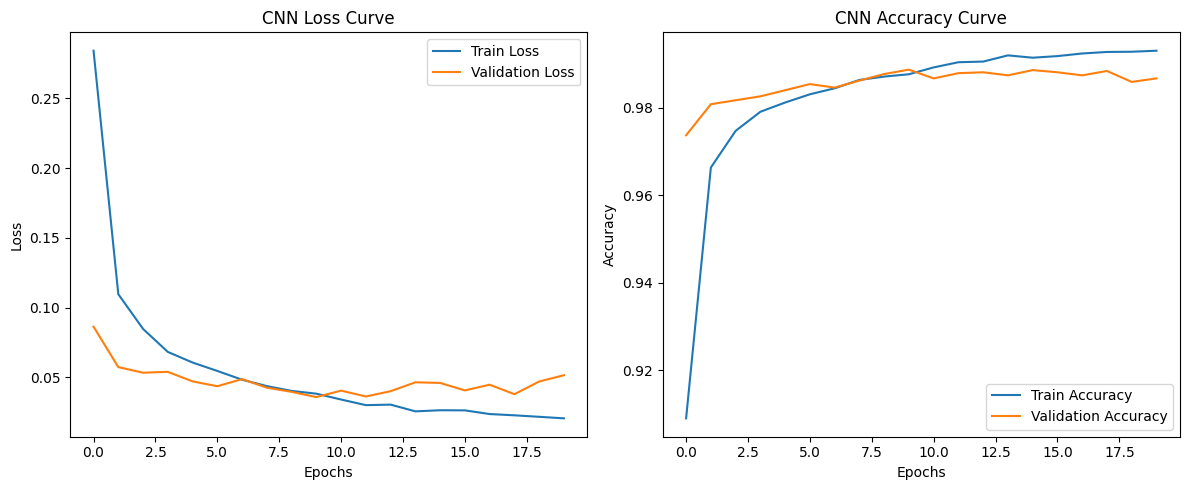 CNN Loss Curve
Train Loss
Validation Loss
0.25
0.20
0.15
0.10
0.05
Loss
0.0 2.5 5.0 7.5 10.0 12.5 15.0 17.5
Epochs
CNN Accuracy Curve
0.98
0.96
0.94
0.92
Accuracy
Train Accuracy
Validation Accuracy
0.0 2.5 5.0 7.5 10.0 12.5 15.0 17.5
Epochs